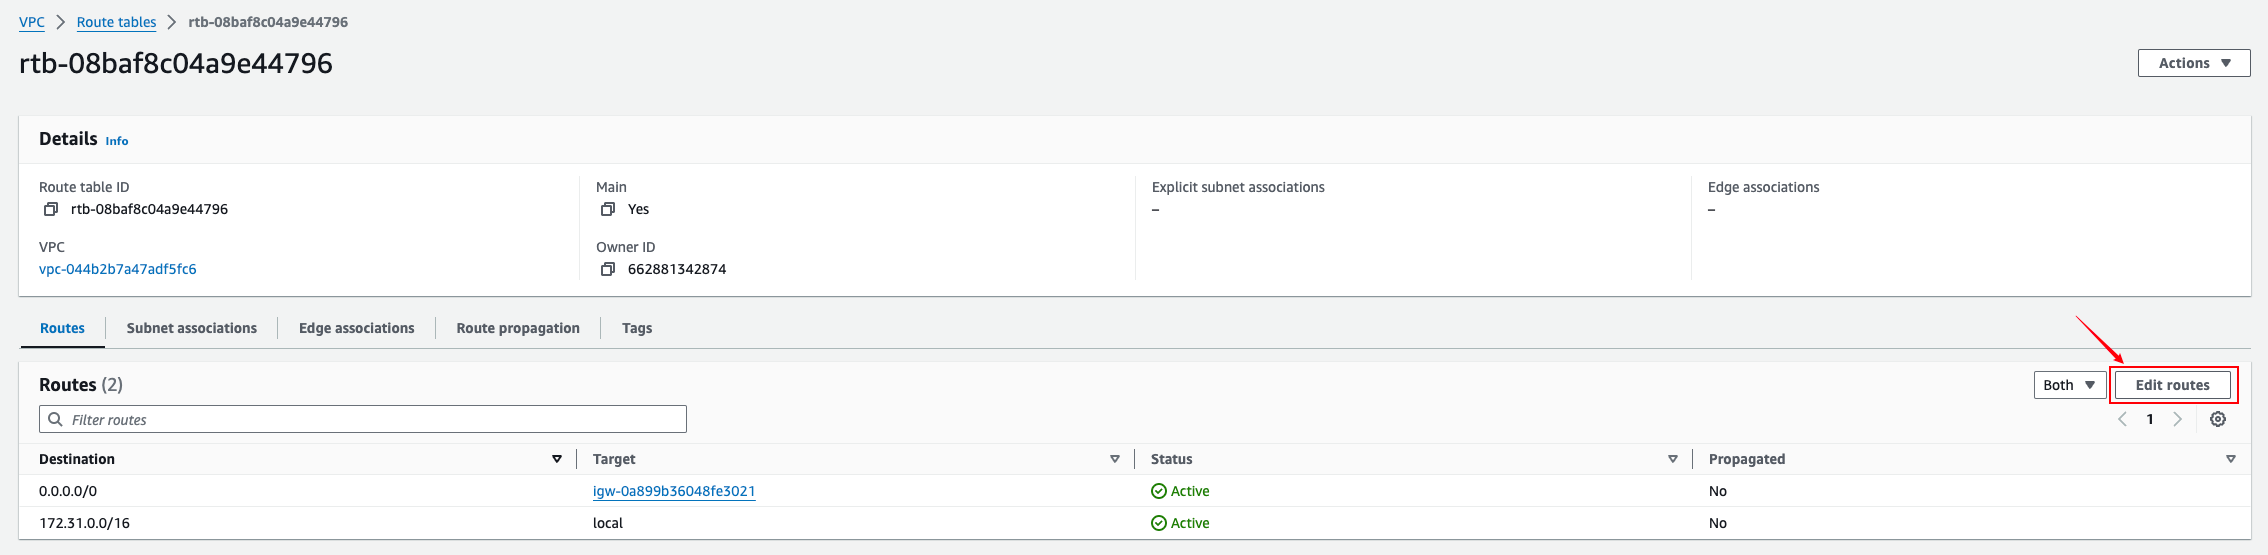 VPC > Route tables > rtb-08baf8c04a9e44796
rtb-08baf8c04a9e44796
Actions
Details Info
Route table ID
rtb-08baf8c04a9e44796
Main
Yes
Explicit subnet associations
–
Edge associations
–
VPC
vpc-044b2b7a47adf5fc6
Owner ID
662881342874
Routes
Subnet associations
Edge associations
Route propagation
Tags
Routes (2)
Both
Edit routes
Filter routes
1
Destination Target Status Propagated
0.0.0.0/0 igw-0a899b36048fe3021 Active No
172.31.0.0/16 local Active No